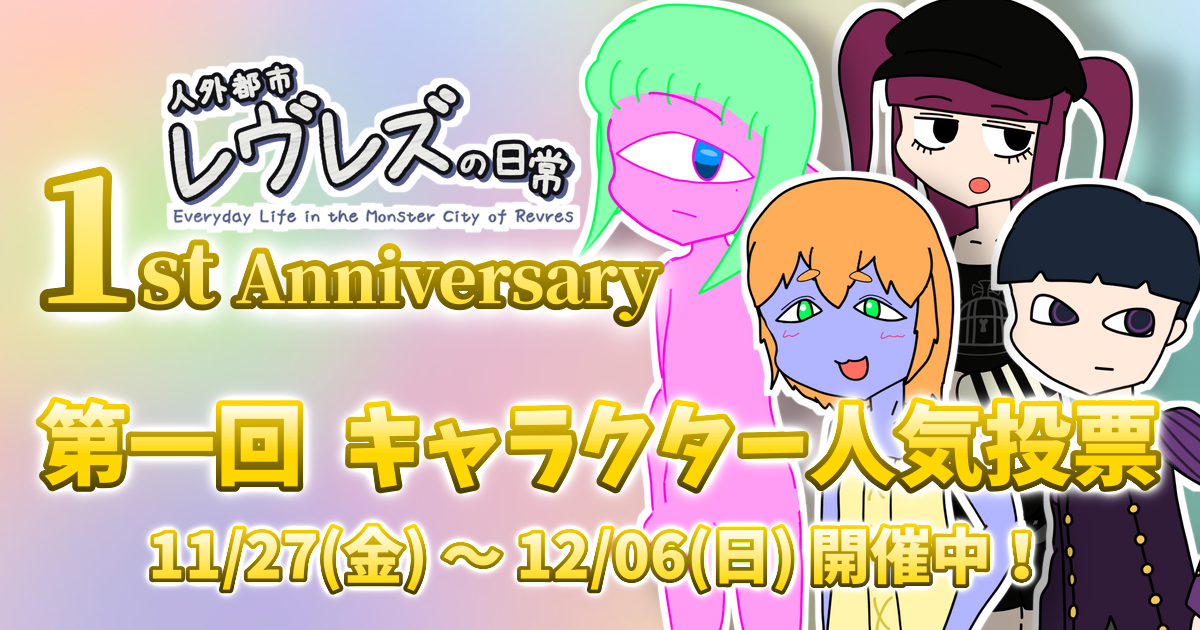 人外都市
レヴレズの日常
Everyday Life in the Monster City of Revres
1st Anniversary
第一回 キャラクター人気投票
11/27(金) ～ 12/06(日) 開催中！